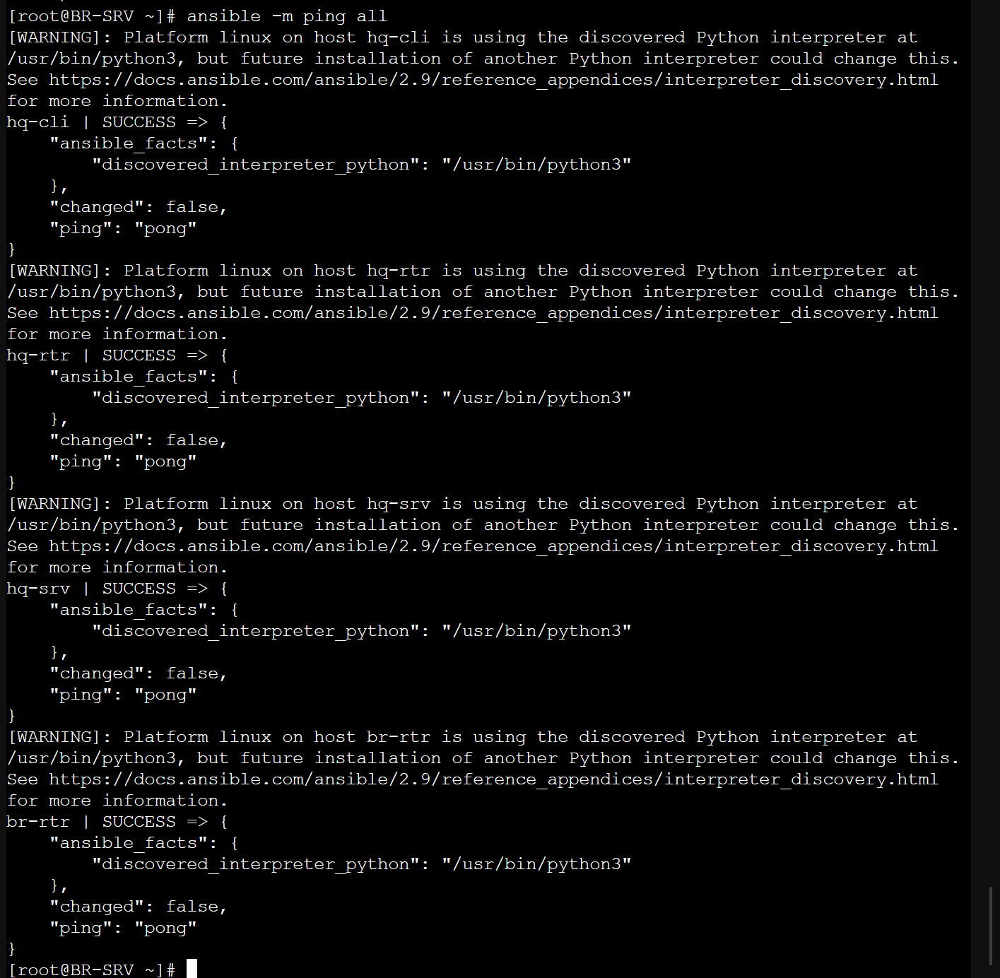 [root@BR-SRV ~]# ansible -m ping all
[WARNING]: Platform linux on host hq-cli is using the discovered Python interpreter at
/usr/bin/python3, but future installation of another Python interpreter could change this.
See https://docs.ansible.com/ansible/2.9/reference_appendices/interpreter_discovery.html
for more information.
hq-cli | SUCCESS => {
    "ansible_facts": {
        "discovered_interpreter_python": "/usr/bin/python3"
    },
    "changed": false,
    "ping": "pong"
}
[WARNING]: Platform linux on host hq-rtr is using the discovered Python interpreter at
/usr/bin/python3, but future installation of another Python interpreter could change this.
See https://docs.ansible.com/ansible/2.9/reference_appendices/interpreter_discovery.html
for more information.
hq-rtr | SUCCESS => {
    "ansible_facts": {
        "discovered_interpreter_python": "/usr/bin/python3"
    },
    "changed": false,
    "ping": "pong"
}
[WARNING]: Platform linux on host hq-srv is using the discovered Python interpreter at
/usr/bin/python3, but future installation of another Python interpreter could change this.
See https://docs.ansible.com/ansible/2.9/reference_appendices/interpreter_discovery.html
for more information.
hq-srv | SUCCESS => {
    "ansible_facts": {
        "discovered_interpreter_python": "/usr/bin/python3"
    },
    "changed": false,
    "ping": "pong"
}
[WARNING]: Platform linux on host br-rtr is using the discovered Python interpreter at
/usr/bin/python3, but future installation of another Python interpreter could change this.
See https://docs.ansible.com/ansible/2.9/reference_appendices/interpreter_discovery.html
for more information.
br-rtr | SUCCESS => {
    "ansible_facts": {
        "discovered_interpreter_python": "/usr/bin/python3"
    },
    "changed": false,
    "ping": "pong"
}
[root@BR-SRV ~]#